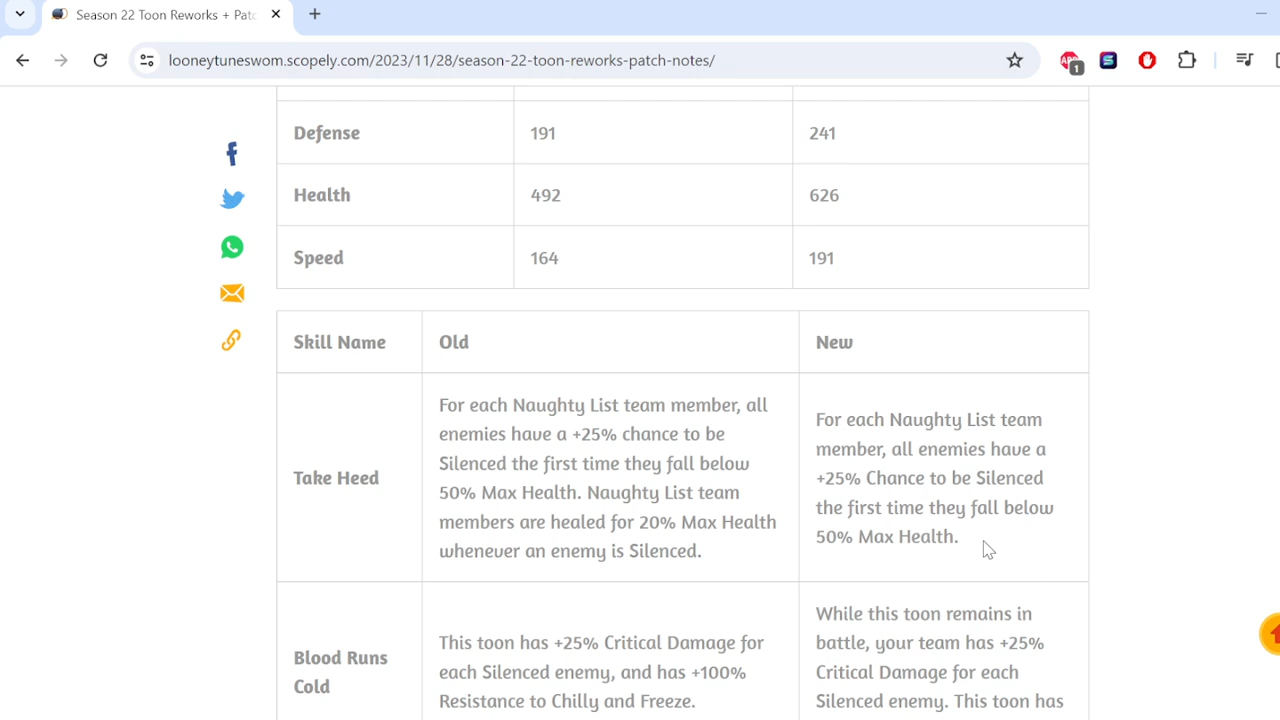 Season 22 Toon Reworks + Patc
looneytuneswom.scopely.com/2023/11/28/season-22-toon-reworks-patch-notes/
1
Defense 191 241
Health 492 626
Speed 164 191
Skill Name Old New
Take Heed
For each Naughty List team member, all
enemies have a +25% chance to be
Silenced the first time they fall below
50% Max Health. Naughty List team
members are healed for 20% Max Health
whenever an enemy is Silenced.
For each Naughty List team
member, all enemies have a
+25% Chance to be Silenced
the first time they fall below
50% Max Health.
Blood Runs
Cold
This toon has +25% Critical Damage for
each Silenced enemy, and has +100%
Resistance to Chilly and Freeze.
While this toon remains in
battle, your team has +25%
Critical Damage for each
Silenced enemy. This toon has